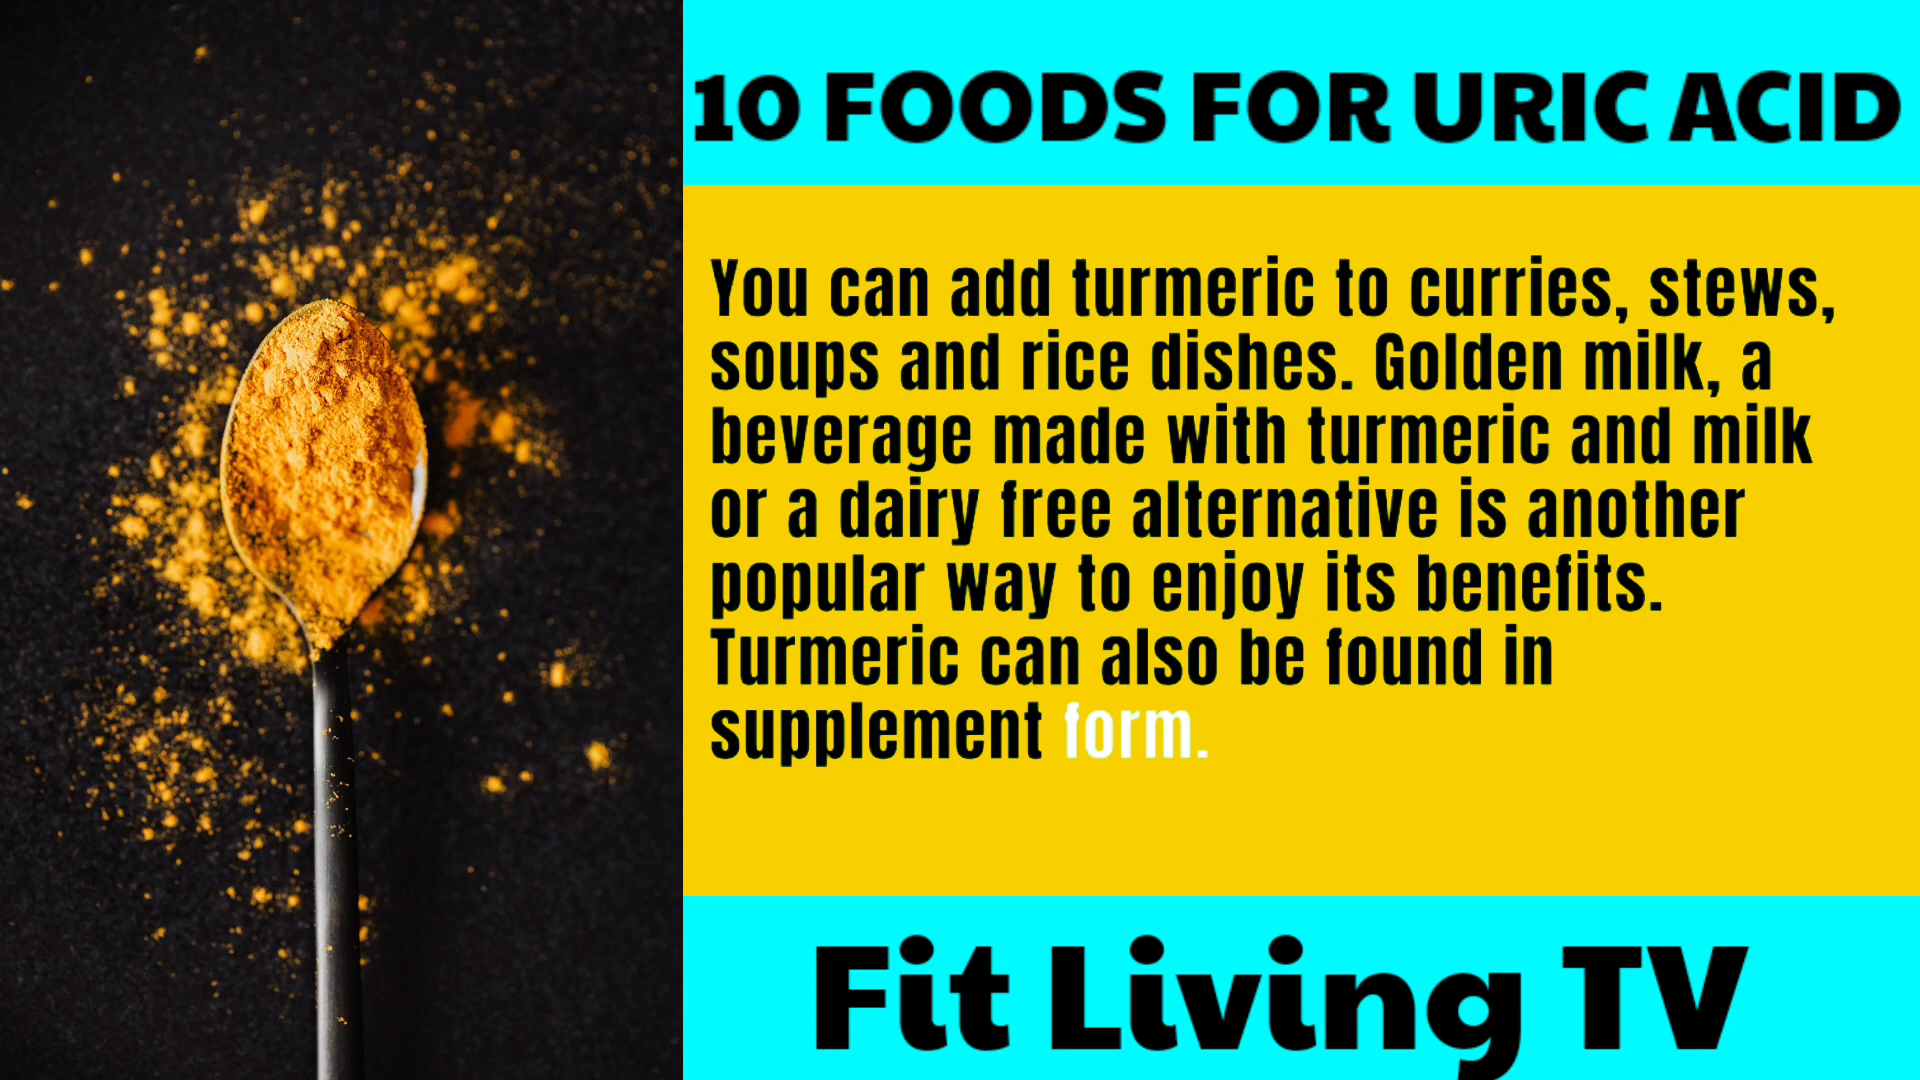 10 FOODS FOR URIC ACID
You can add turmeric to curries, stews,
soups and rice dishes. Golden milk, a
beverage made with turmeric and milk
or a dairy free alternative is another
popular way to enjoy its benefits.
Turmeric can also be found in
supplement form.
Fit Living TV